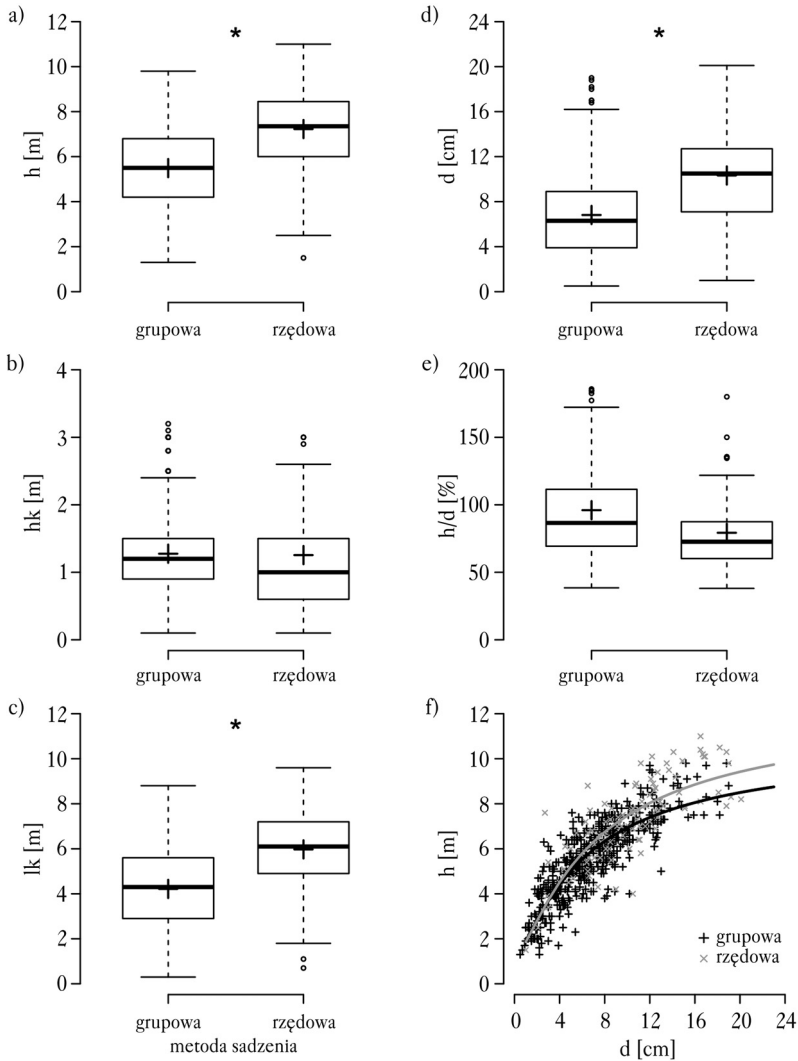 a)
h [m]
12
10
8
6
4
2
0
*
grupowa
rzędowa
d)
d [cm]
24
20
16
12
8
4
0
*
grupowa
rzędowa
b)
hk [m]
4
3
2
1
0
grupowa
rzędowa
e)
h/d [%]
200
150
100
50
0
grupowa
rzędowa
c)
lk [m]
12
10
8
6
4
2
0
*
grupowa
rzędowa
metoda sadzenia
f)
h [m]
12
10
8
6
4
2
0
+ grupowa
× rzędowa
0 4 8 12 16 20 24
d [cm]